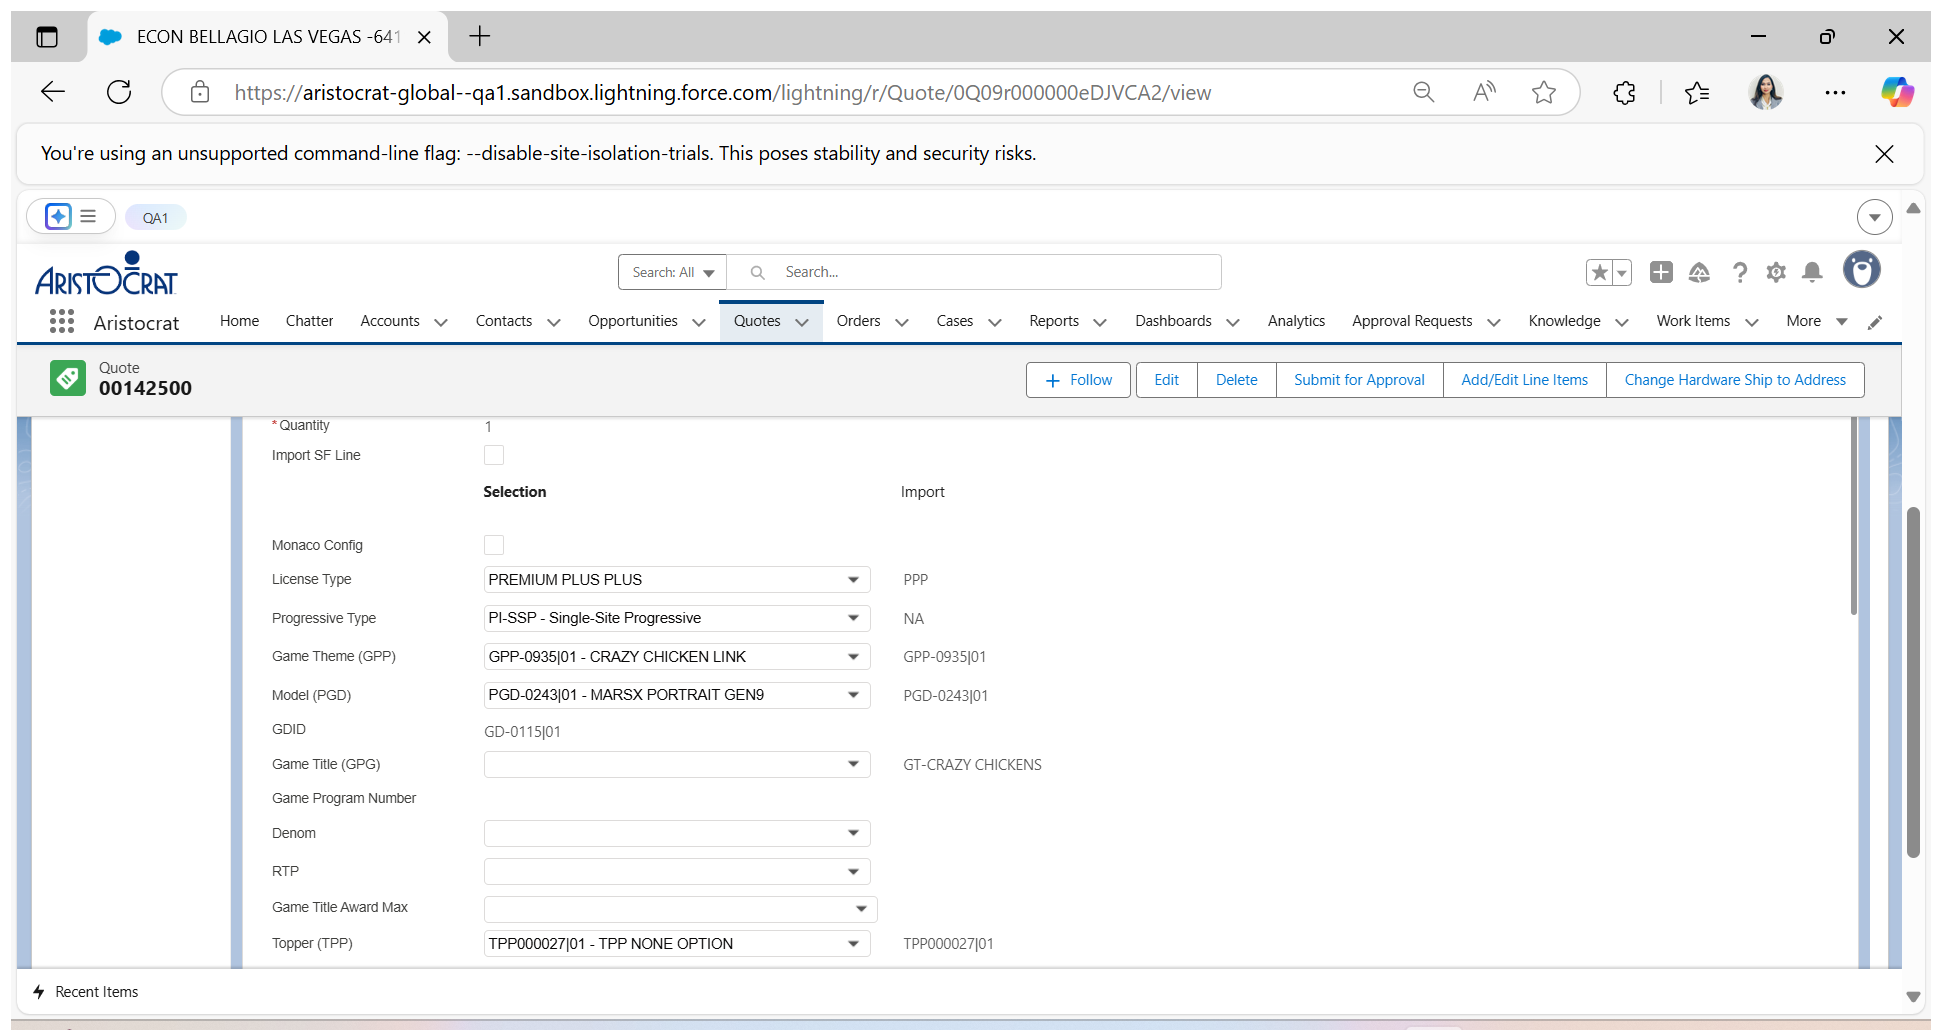 ECON BELLAGIO LAS VEGAS -641
https://aristocrat-global--qa1.sandbox.lightning.force.com/lightning/r/Quote/0Q09r000000eDJVCA2/view
You're using an unsupported command-line flag: --disable-site-isolation-trials. This poses stability and security risks.
QA1
ARISTOCRAT
Search: All
Search...
Aristocrat Home Chatter Accounts Contacts Opportunities Quotes Orders Cases Reports Dashboards Analytics Approval Requests Knowledge Work Items More
Quote
00142500
Follow Edit Delete Submit for Approval Add/Edit Line Items Change Hardware Ship to Address
*Quantity 1
Import SF Line
Selection Import
Monaco Config
License Type PREMIUM PLUS PLUS PPP
Progressive Type PI-SSP - Single-Site Progressive NA
Game Theme (GPP) GPP-0935|01 - CRAZY CHICKEN LINK GPP-0935|01
Model (PGD) PGD-0243|01 - MARSX PORTRAIT GEN9 PGD-0243|01
GDID GD-0115|01
Game Title (GPG) GT-CRAZY CHICKENS
Game Program Number
Denom
RTP
Game Title Award Max
Topper (TPP) TPP000027|01 - TPP NONE OPTION TPP000027|01
Recent Items